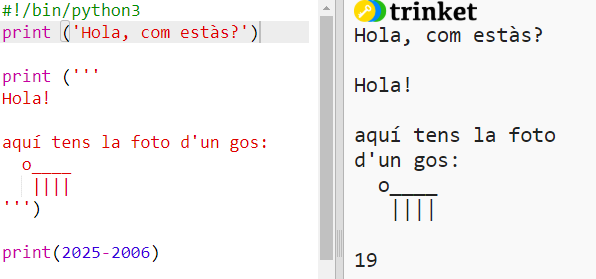 #!/bin/python3
print ('Hola, com estàs?')
print ('''
Hola!
aquí tens la foto d'un gos:
  o____
   ||||
''')
print(2025-2006)
trinket
Hola, com estàs?
Hola!
aquí tens la foto
d'un gos:
  o____
   ||||
19